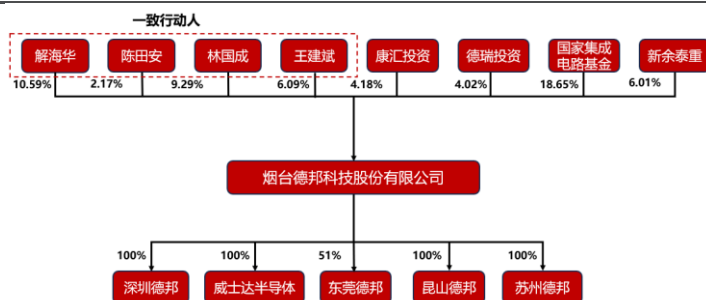 一致行动人
解海华 陈田安 林国成 王建斌 康汇投资 德瑞投资 国家集成电路基金 新余泰重
10.59% 2.17% 9.29% 6.09% 4.18% 4.02% 18.65% 6.01%
烟台德邦科技股份有限公司
100% 100% 51% 100% 100%
深圳德邦 威士达半导体 东莞德邦 昆山德邦 苏州德邦